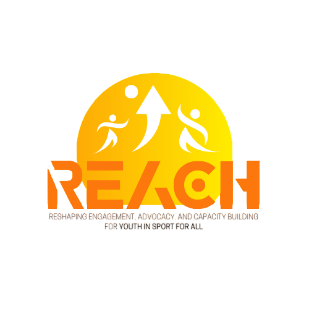 REACH
RESHAPING ENGAGEMENT, ADVOCACY, AND CAPACITY BUILDING
FOR YOUTH IN SPORT FOR ALL